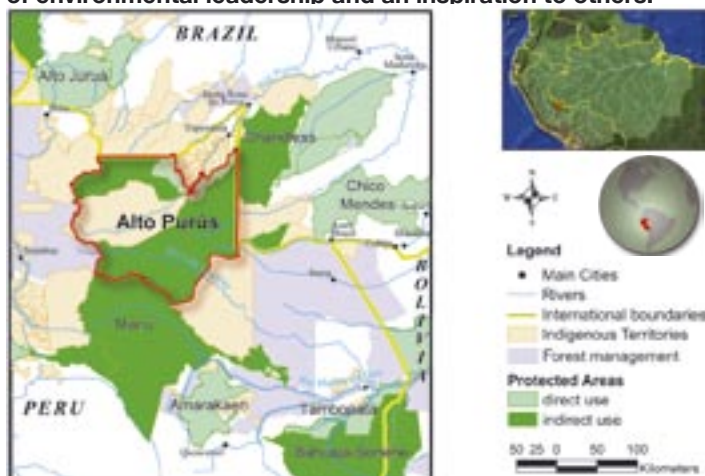 of environmental leadership and an inspiration to others.
BRAZIL
Alto Juruá
Chandless
Chico
Mendes
Alto Purús
BOLIVIA
Manu
PERU
Amarakaeri
Tambopata
Bahuaja-Sonene
N
Legend
Main Cities
Rivers
International boundaries
Indigenous Territories
Forest management
Protected Areas
direct use
indirect use
50 25 0 50 100
Kilometers